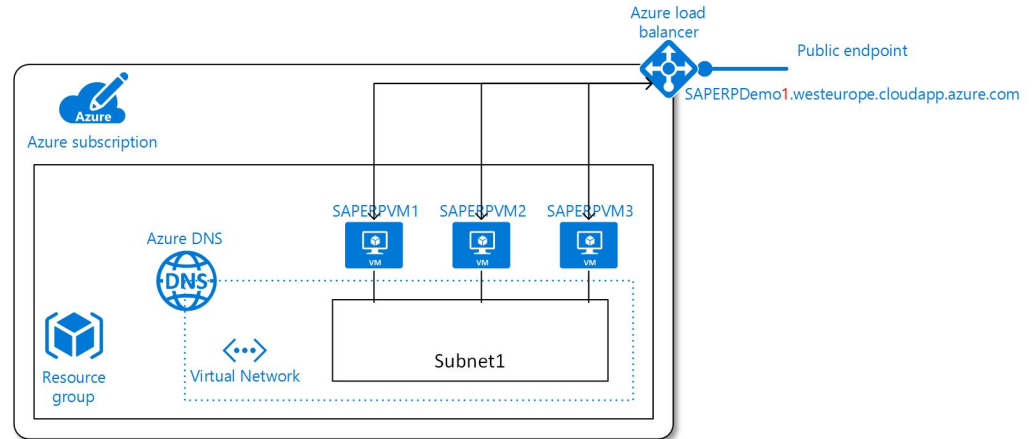 Azure load
balancer
Public endpoint
SAPERPDemo1.westeurope.cloudapp.azure.com
Azure
Azure subscription
SAPERPVM1 SAPERPVM2 SAPERPVM3
VM VM VM
Azure DNS
DNS
Subnet1
Virtual Network
Resource
group